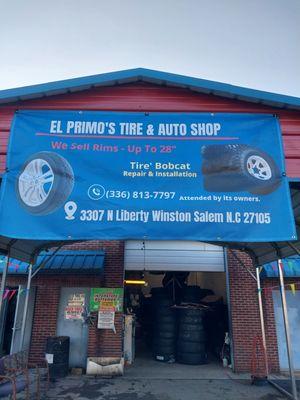 EL PRIMO'S TIRE & AUTO SHOP
We Sell Rims - Up To 28"
Tire' Bobcat
Repair & Installation
(336) 813-7797
Attended by its owners.
3307 N Liberty Winston Salem N.C 27105